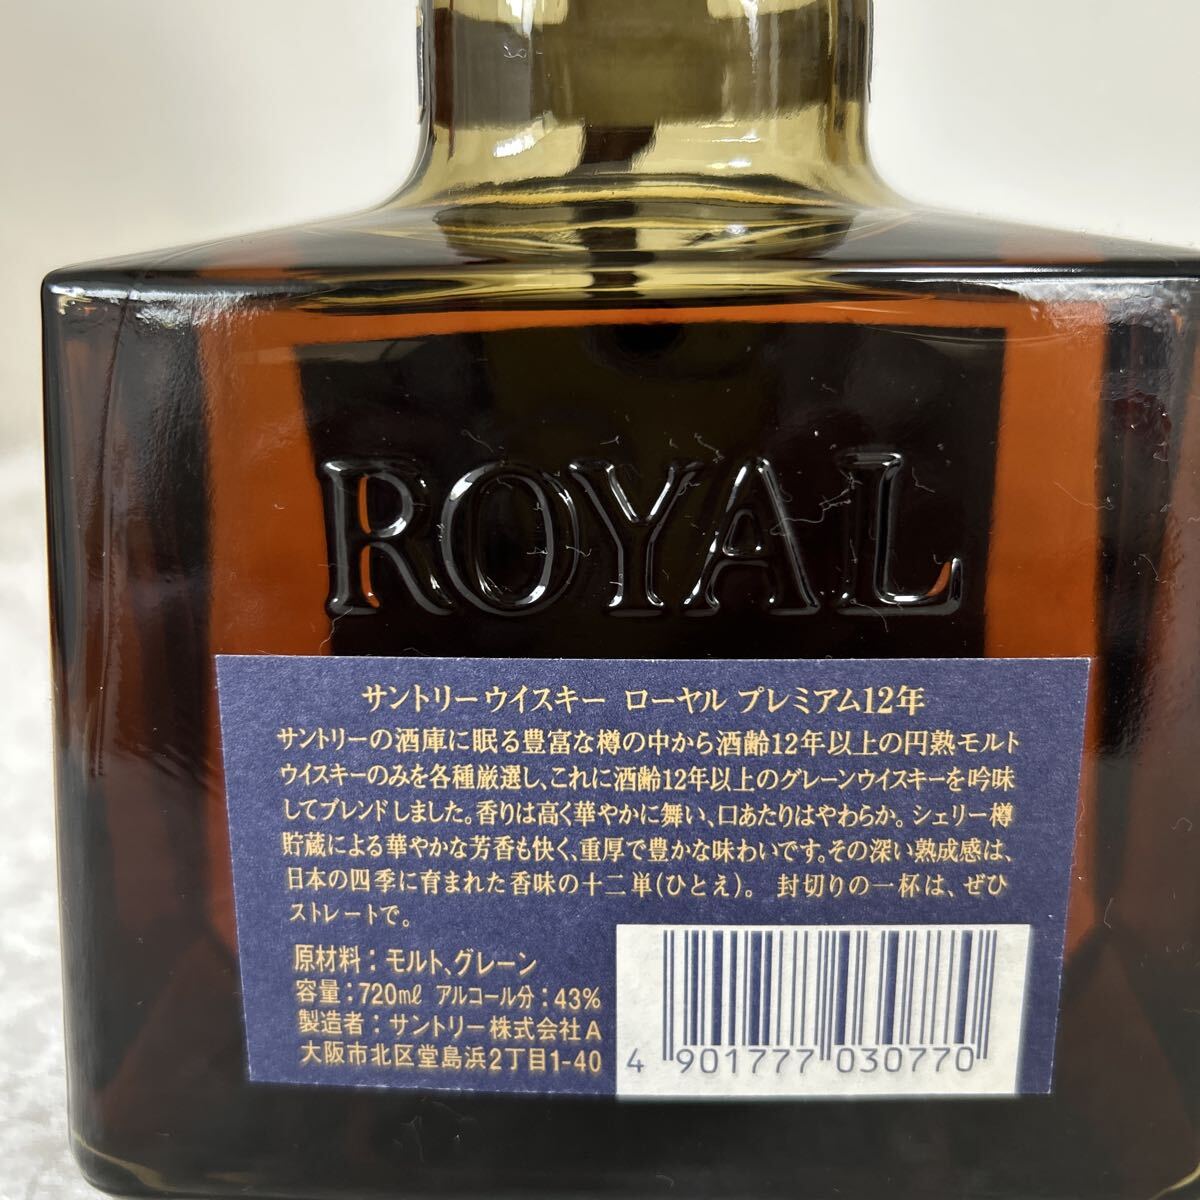 ROYAL
サントリーウイスキー ローヤル プレミアム12年
サントリーの酒庫に眠る豊富な樽の中から酒齢12年以上の円熟モルト
ウイスキーのみを各種厳選し、これに酒齢12年以上のグレーンウイスキーを吟味
してブレンドしました。香りは高く華やかに舞い、口あたりはやわらか。シェリー樽
貯蔵による華やかな芳香も快く、重厚で豊かな味わいです。その深い熟成感は、
日本の四季に育まれた香味の十二単(ひとえ)。 封切りの一杯は、ぜひ
ストレートで。
原材料：モルト、グレーン
容量：720mℓ アルコール分：43%
製造者：サントリー株式会社A
大阪市北区堂島浜2丁目1-40
4 901777 030770